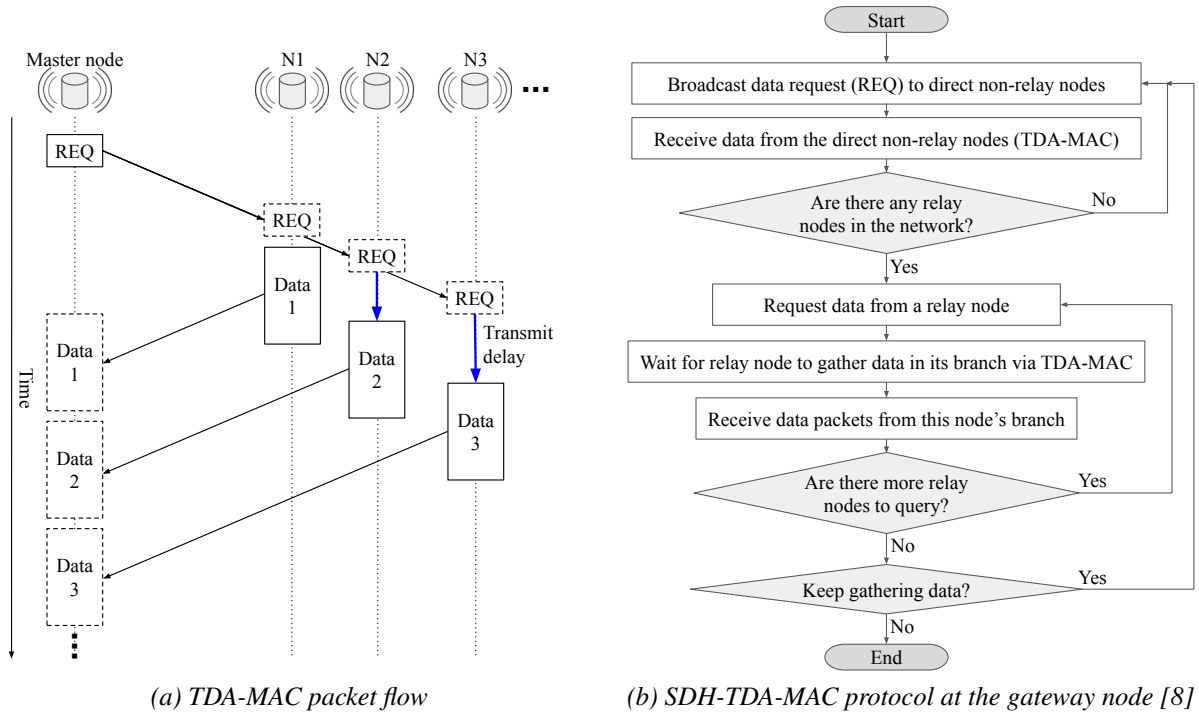 Master node
N1
N2
N3
...
REQ
REQ
REQ
REQ
Data
1
Data
2
Data
3
Transmit
delay
Time
Data
1
Data
2
Data
3
(a) TDA-MAC packet flow
Start
Broadcast data request (REQ) to direct non-relay nodes
Receive data from the direct non-relay nodes (TDA-MAC)
Are there any relay
nodes in the network?
No
Yes
Request data from a relay node
Wait for relay node to gather data in its branch via TDA-MAC
Receive data packets from this node’s branch
Are there more relay
nodes to query?
Yes
No
Keep gathering data?
Yes
No
End
(b) SDH-TDA-MAC protocol at the gateway node [8]